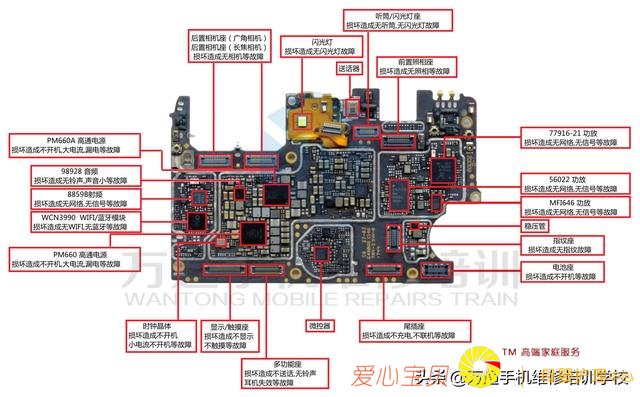 听筒/闪光灯座
损坏造成无听筒,无闪光灯故障
后置相机座（广角相机）
后置相机座（长焦相机）
损坏造成无相机等故障
闪光灯
损坏造成无闪光灯故障
送话器
前置照相座
损坏造成无照相等故障
PM660A 高通电源
损坏造成不开机,大电流,漏电等故障
98928 音频
损坏造成无铃声,声音小等故障
8859B射频
损坏造成无网络,无信号等故障
WCN3990 WIFI/蓝牙模块
损坏造成无WIFI,无蓝牙等故障
PM660 高通电源
损坏造成不开机,大电流,漏电等故障
77916-21 功放
损坏造成无网络,无信号等故障
56022 功放
损坏造成无网络,无信号等故障
MFI646 功放
损坏造成无网络,无信号等故障
稳压管
指纹座
损坏造成无指纹故障
电池座
损坏造成不开机等故障
时钟晶体
损坏造成不开机
小电流不开机等故障
显示/触摸座
损坏造成不显示
不触摸等故障
微控器
尾插座
损坏造成不充电,不联机等故障
多功能座
损坏造成不送话,无铃声
耳机失效等故障
WANTONG MOBILE REPAIRS TRAIN
TM 高端家庭服务
爱心宝贝
头条@万通手机维修培训学校